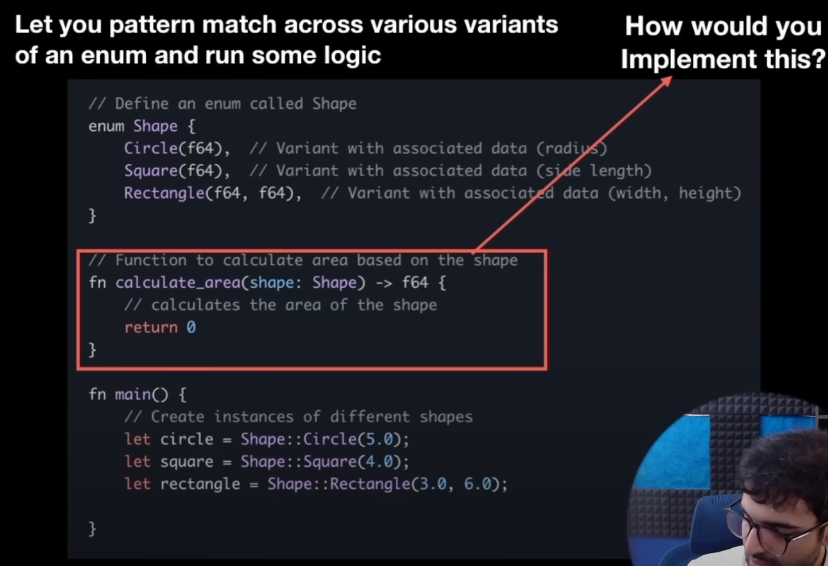 Let you pattern match across various variants
of an enum and run some logic
How would you
Implement this?
// Define an enum called Shape
enum Shape {
    Circle(f64),  // Variant with associated data (radius)
    Square(f64),  // Variant with associated data (side length)
    Rectangle(f64, f64),  // Variant with associated data (width, height)
}
// Function to calculate area based on the shape
fn calculate_area(shape: Shape) -> f64 {
    // calculates the area of the shape
    return 0
}
fn main() {
    // Create instances of different shapes
    let circle = Shape::Circle(5.0);
    let square = Shape::Square(4.0);
    let rectangle = Shape::Rectangle(3.0, 6.0);
}